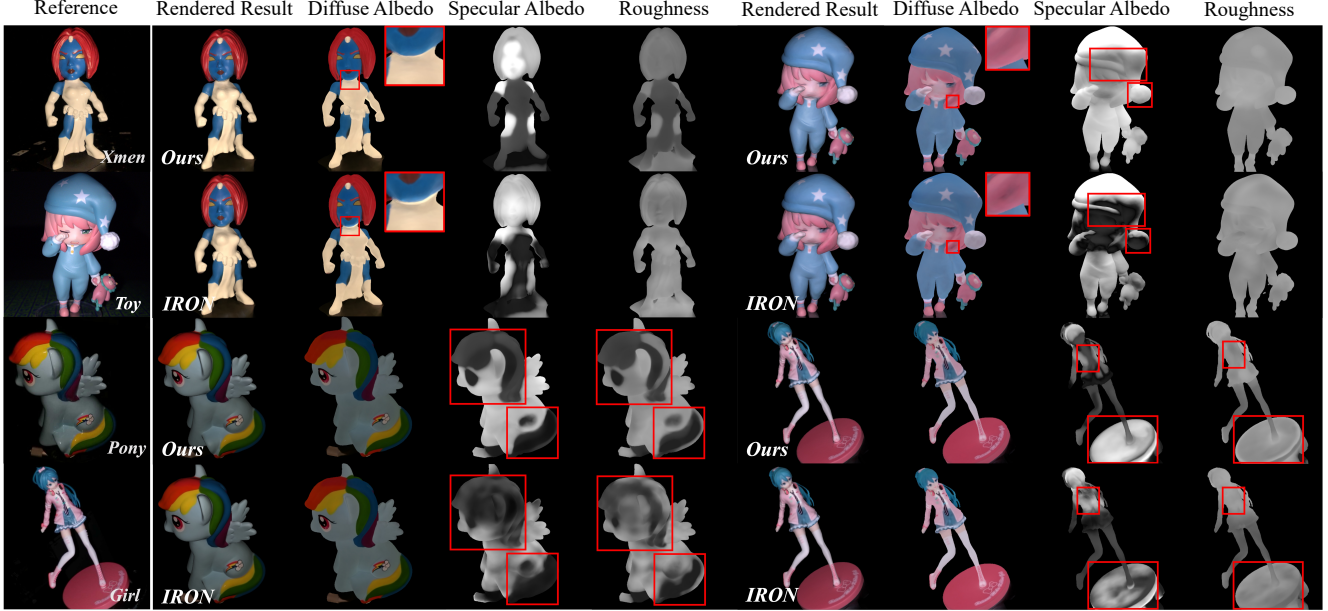 Reference Rendered Result Diffuse Albedo Specular Albedo Roughness Rendered Result Diffuse Albedo Specular Albedo Roughness
Xmen Ours Ours
Toy IRON IRON
Pony Ours Ours
Girl IRON IRON